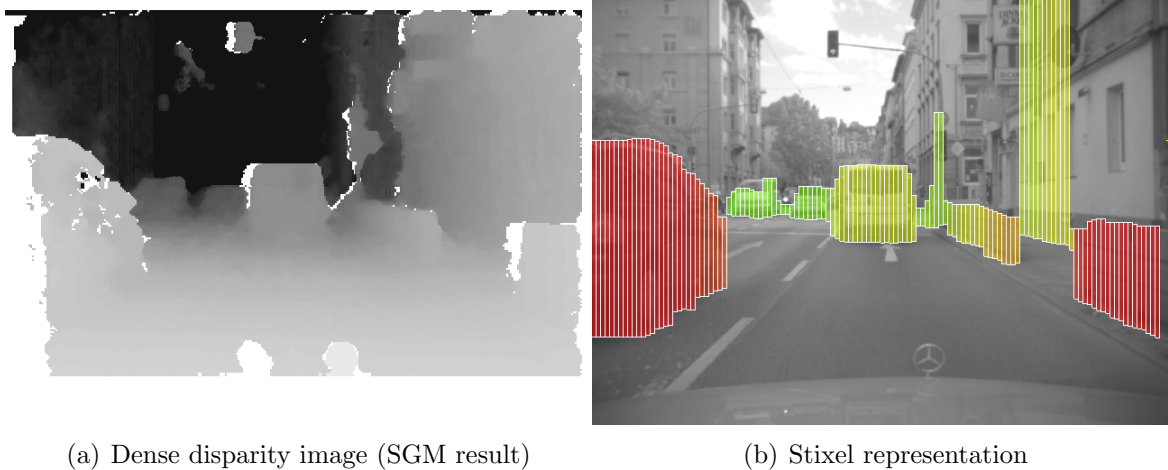 (a) Dense disparity image (SGM result)
(b) Stixel representation